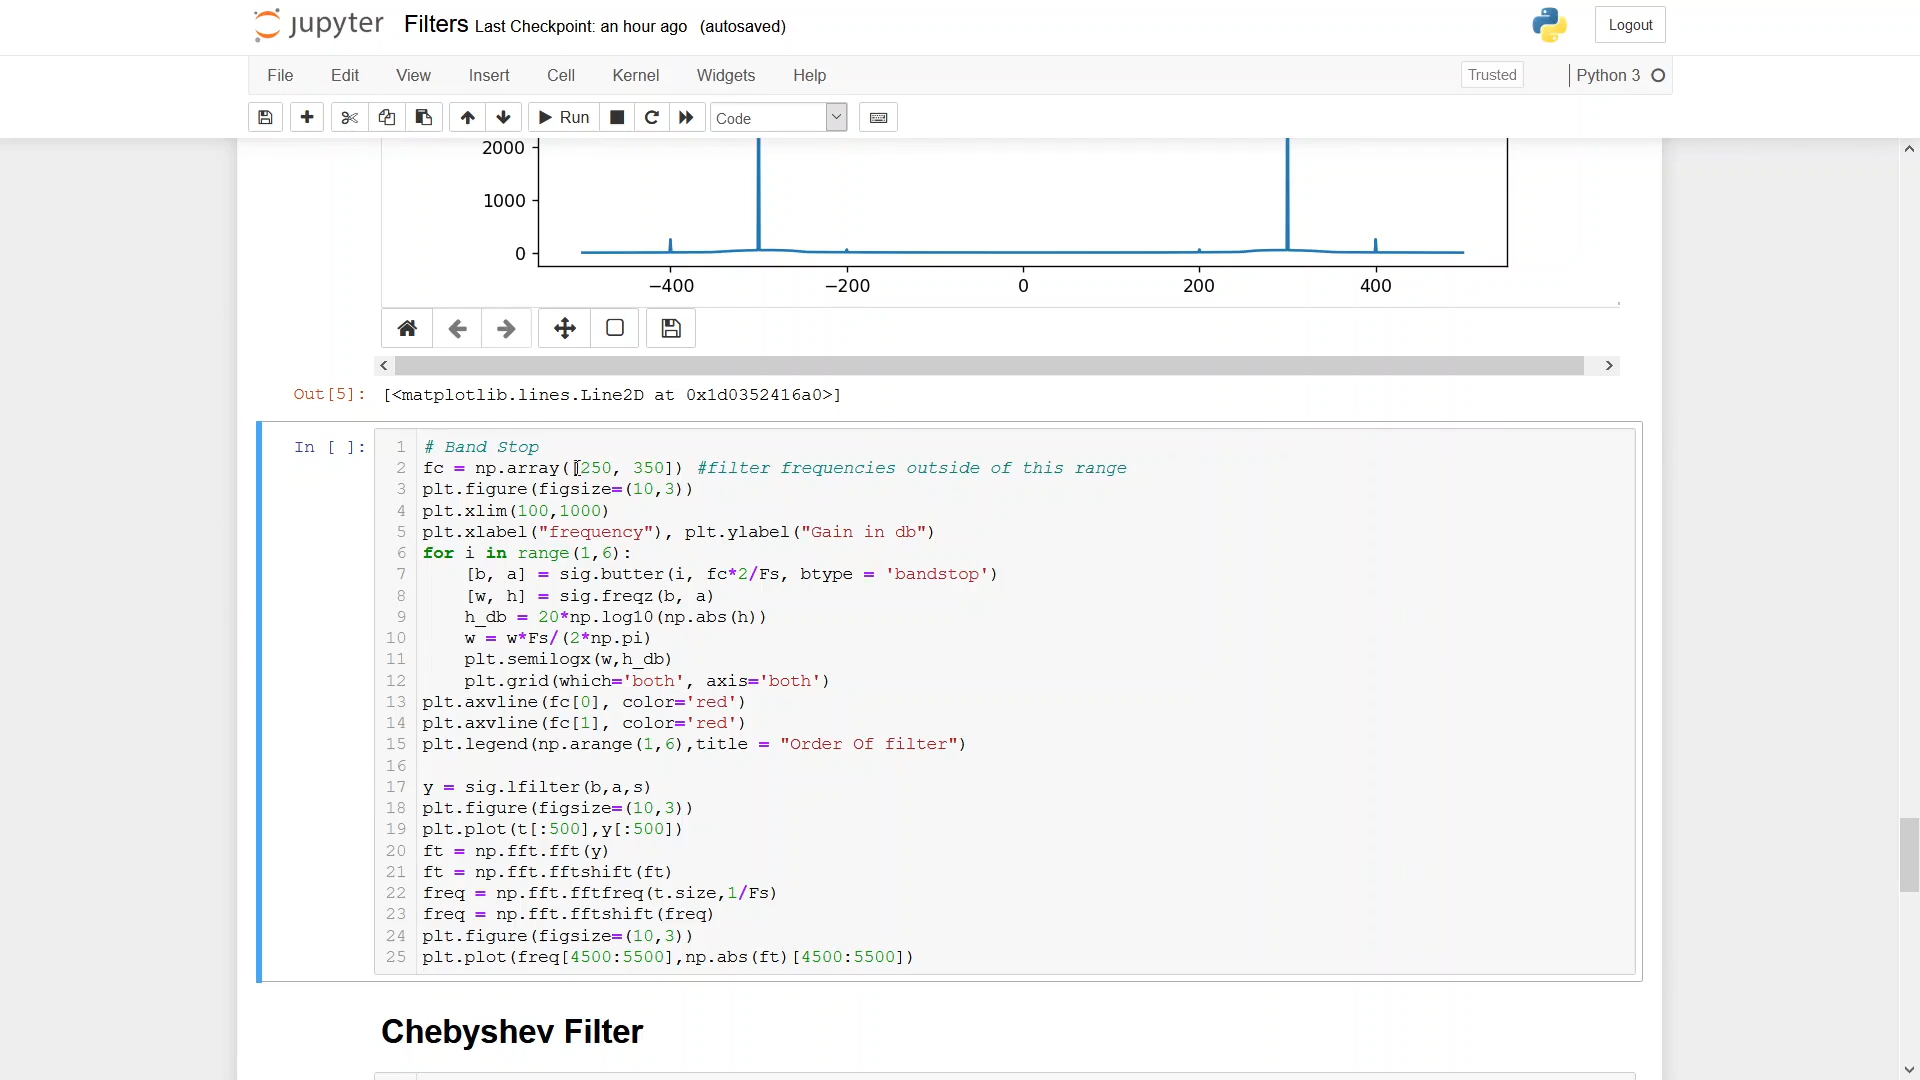 jupyter Filters Last Checkpoint: an hour ago (autosaved) Logout
File Edit View Insert Cell Kernel Widgets Help Trusted Python 3
Run Code
2000
1000
0
−400 −200 0 200 400
Out[5]: [<matplotlib.lines.Line2D at 0x1d0352416a0>]
In [ ]: 1 # Band Stop
2 fc = np.array([250, 350]) #filter frequencies outside of this range
3 plt.figure(figsize=(10,3))
4 plt.xlim(100,1000)
5 plt.xlabel("frequency"), plt.ylabel("Gain in db")
6 for i in range(1,6):
7     [b, a] = sig.butter(i, fc*2/Fs, btype = 'bandstop')
8     [w, h] = sig.freqz(b, a)
9     h_db = 20*np.log10(np.abs(h))
10     w = w*Fs/(2*np.pi)
11     plt.semilogx(w,h_db)
12     plt.grid(which='both', axis='both')
13 plt.axvline(fc[0], color='red')
14 plt.axvline(fc[1], color='red')
15 plt.legend(np.arange(1,6),title = "Order Of filter")
16
17 y = sig.lfilter(b,a,s)
18 plt.figure(figsize=(10,3))
19 plt.plot(t[:500],y[:500])
20 ft = np.fft.fft(y)
21 ft = np.fft.fftshift(ft)
22 freq = np.fft.fftfreq(t.size,1/Fs)
23 freq = np.fft.fftshift(freq)
24 plt.figure(figsize=(10,3))
25 plt.plot(freq[4500:5500],np.abs(ft)[4500:5500])
Chebyshev Filter